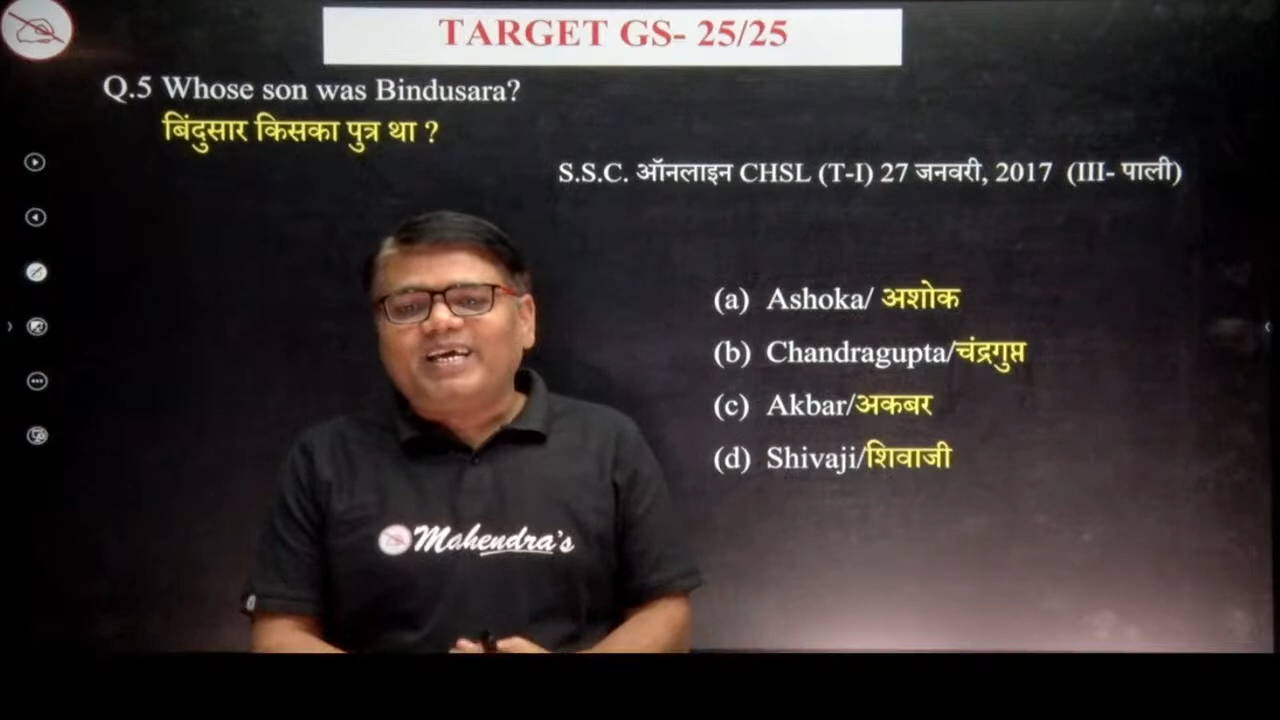 TARGET GS- 25/25
Q.5 Whose son was Bindusara?
बिंदुसार किसका पुत्र था ?
S.S.C. ऑनलाइन CHSL (T-I) 27 जनवरी, 2017 (III- पाली)
(a) Ashoka/ अशोक
(b) Chandragupta/चंद्रगुप्त
(c) Akbar/अकबर
(d) Shivaji/शिवाजी
Mahendra's